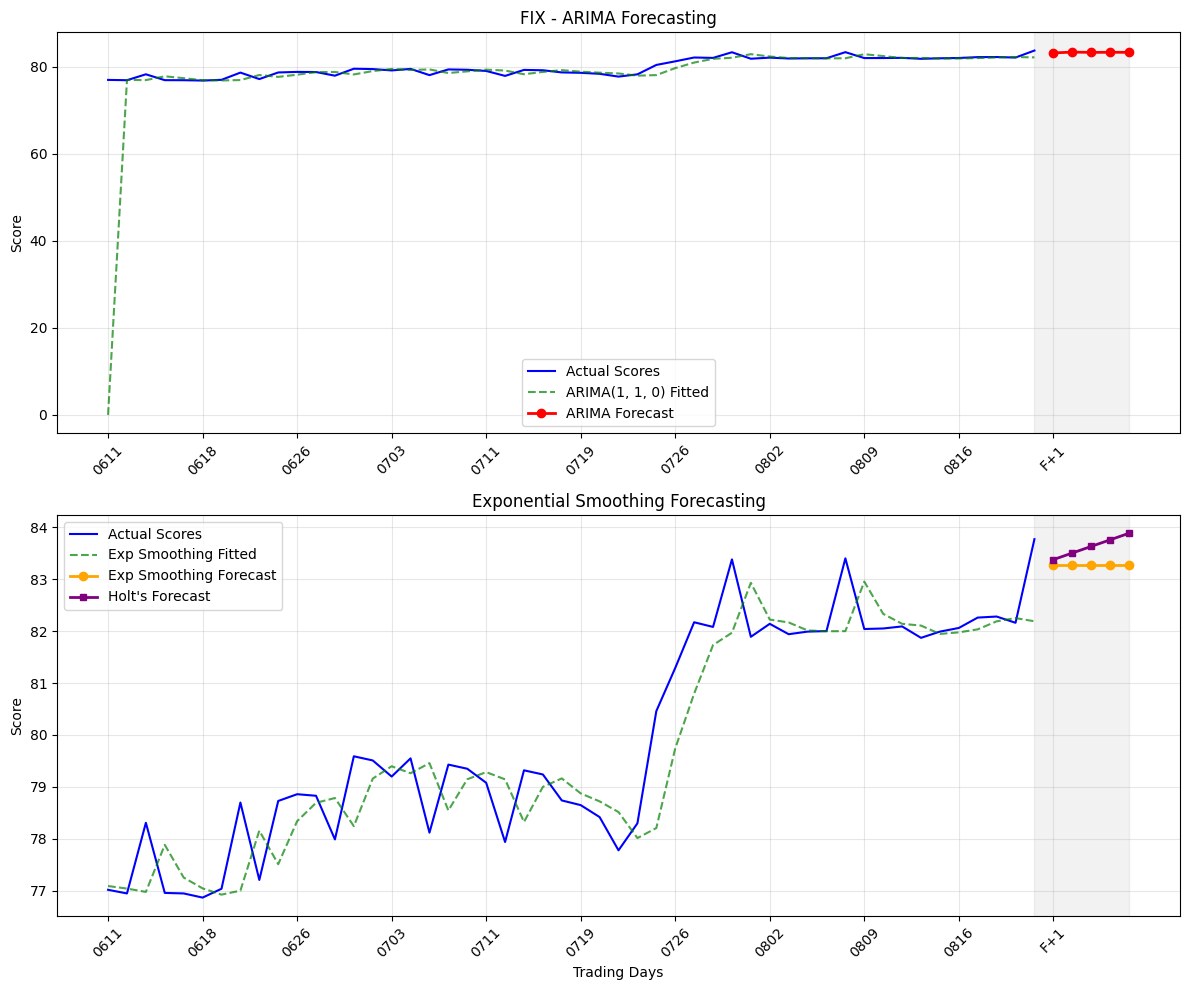 FIX - ARIMA Forecasting
Score
80
60
40
20
0
Actual Scores
ARIMA(1, 1, 0) Fitted
ARIMA Forecast
0611
0618
0626
0703
0711
0719
0726
0802
0809
0816
F+1
Exponential Smoothing Forecasting
Score
84
83
82
81
80
79
78
77
Actual Scores
Exp Smoothing Fitted
Exp Smoothing Forecast
Holt's Forecast
0611
0618
0626
0703
0711
0719
0726
0802
0809
0816
F+1
Trading Days